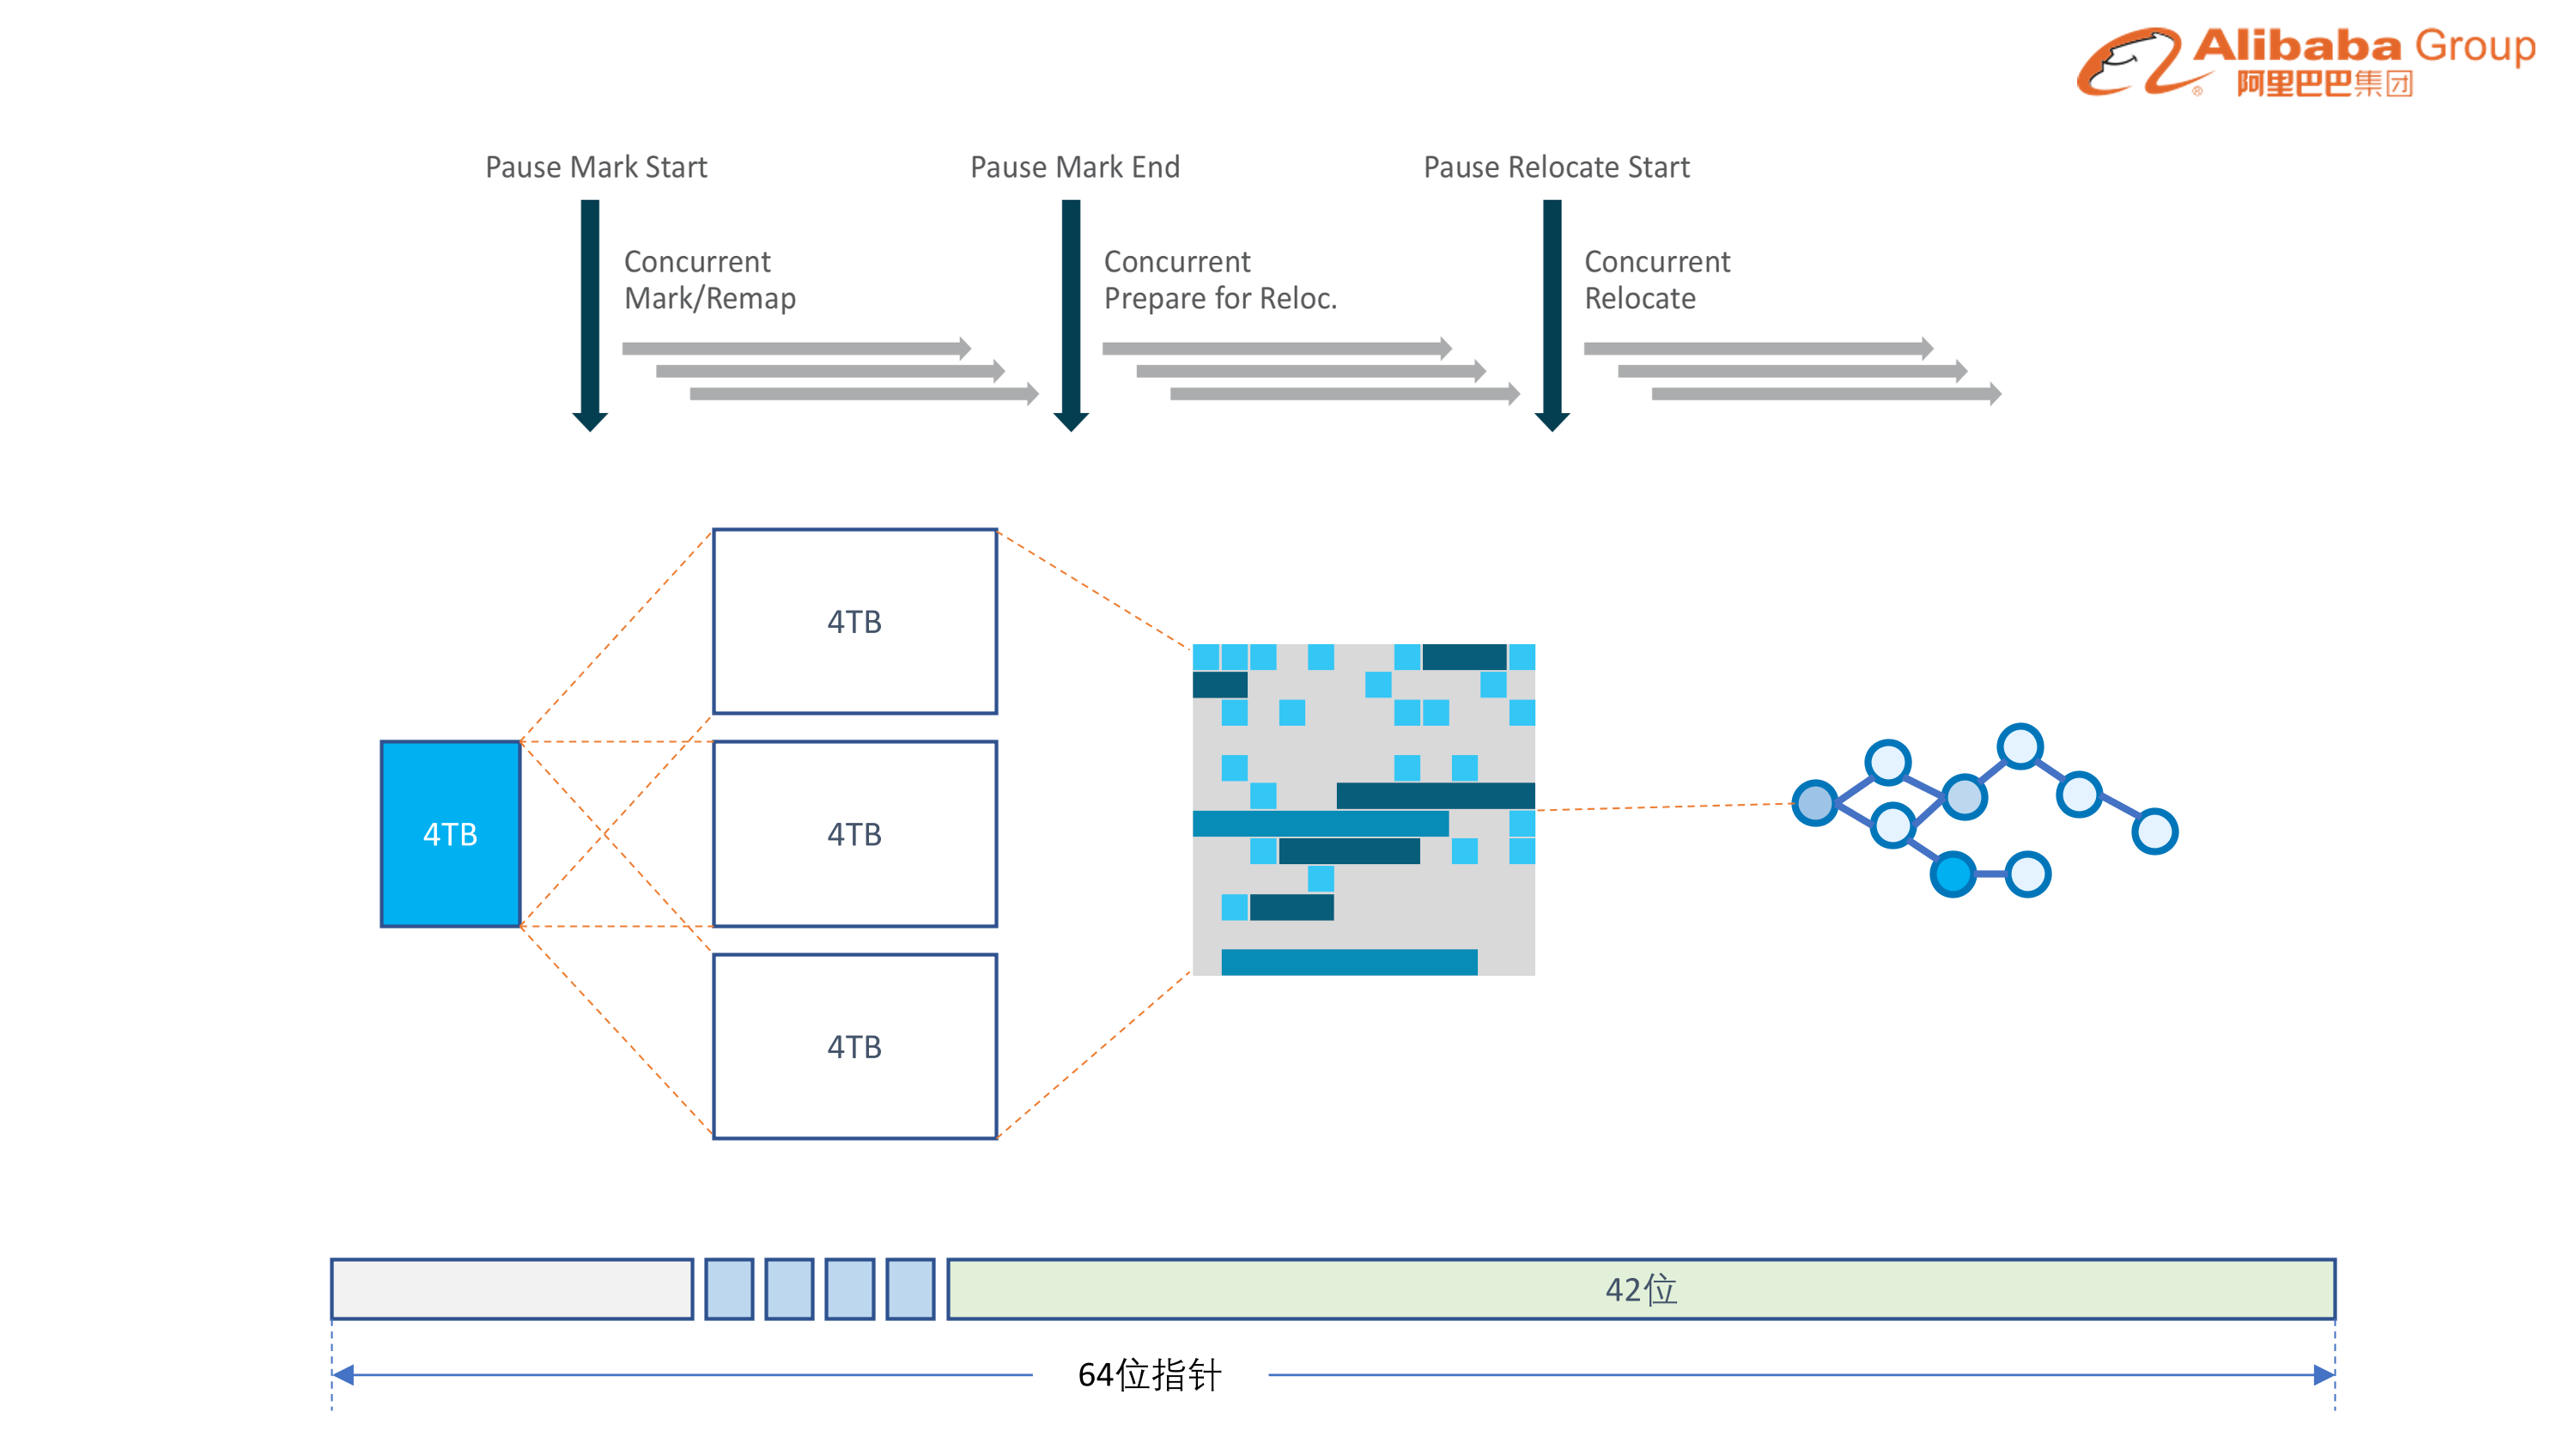 Alibaba Group
阿里巴巴集团
Pause Mark Start
Pause Mark End
Pause Relocate Start
Concurrent
Mark/Remap
Concurrent
Prepare for Reloc.
Concurrent
Relocate
4TB
4TB
4TB
4TB
42位
64位指针